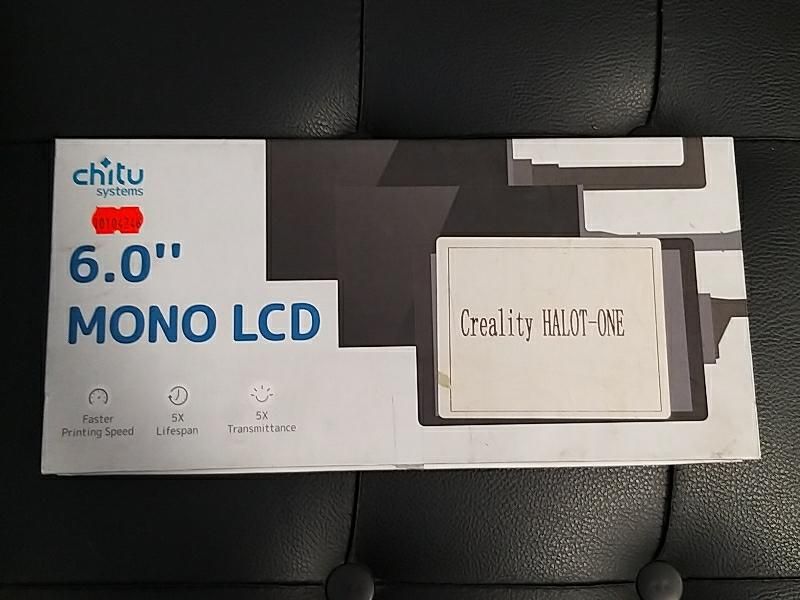 chitu
systems
6.0''
MONO LCD
Creality HALOT-ONE
Faster
Printing Speed
5X
Lifespan
5X
Transmittance